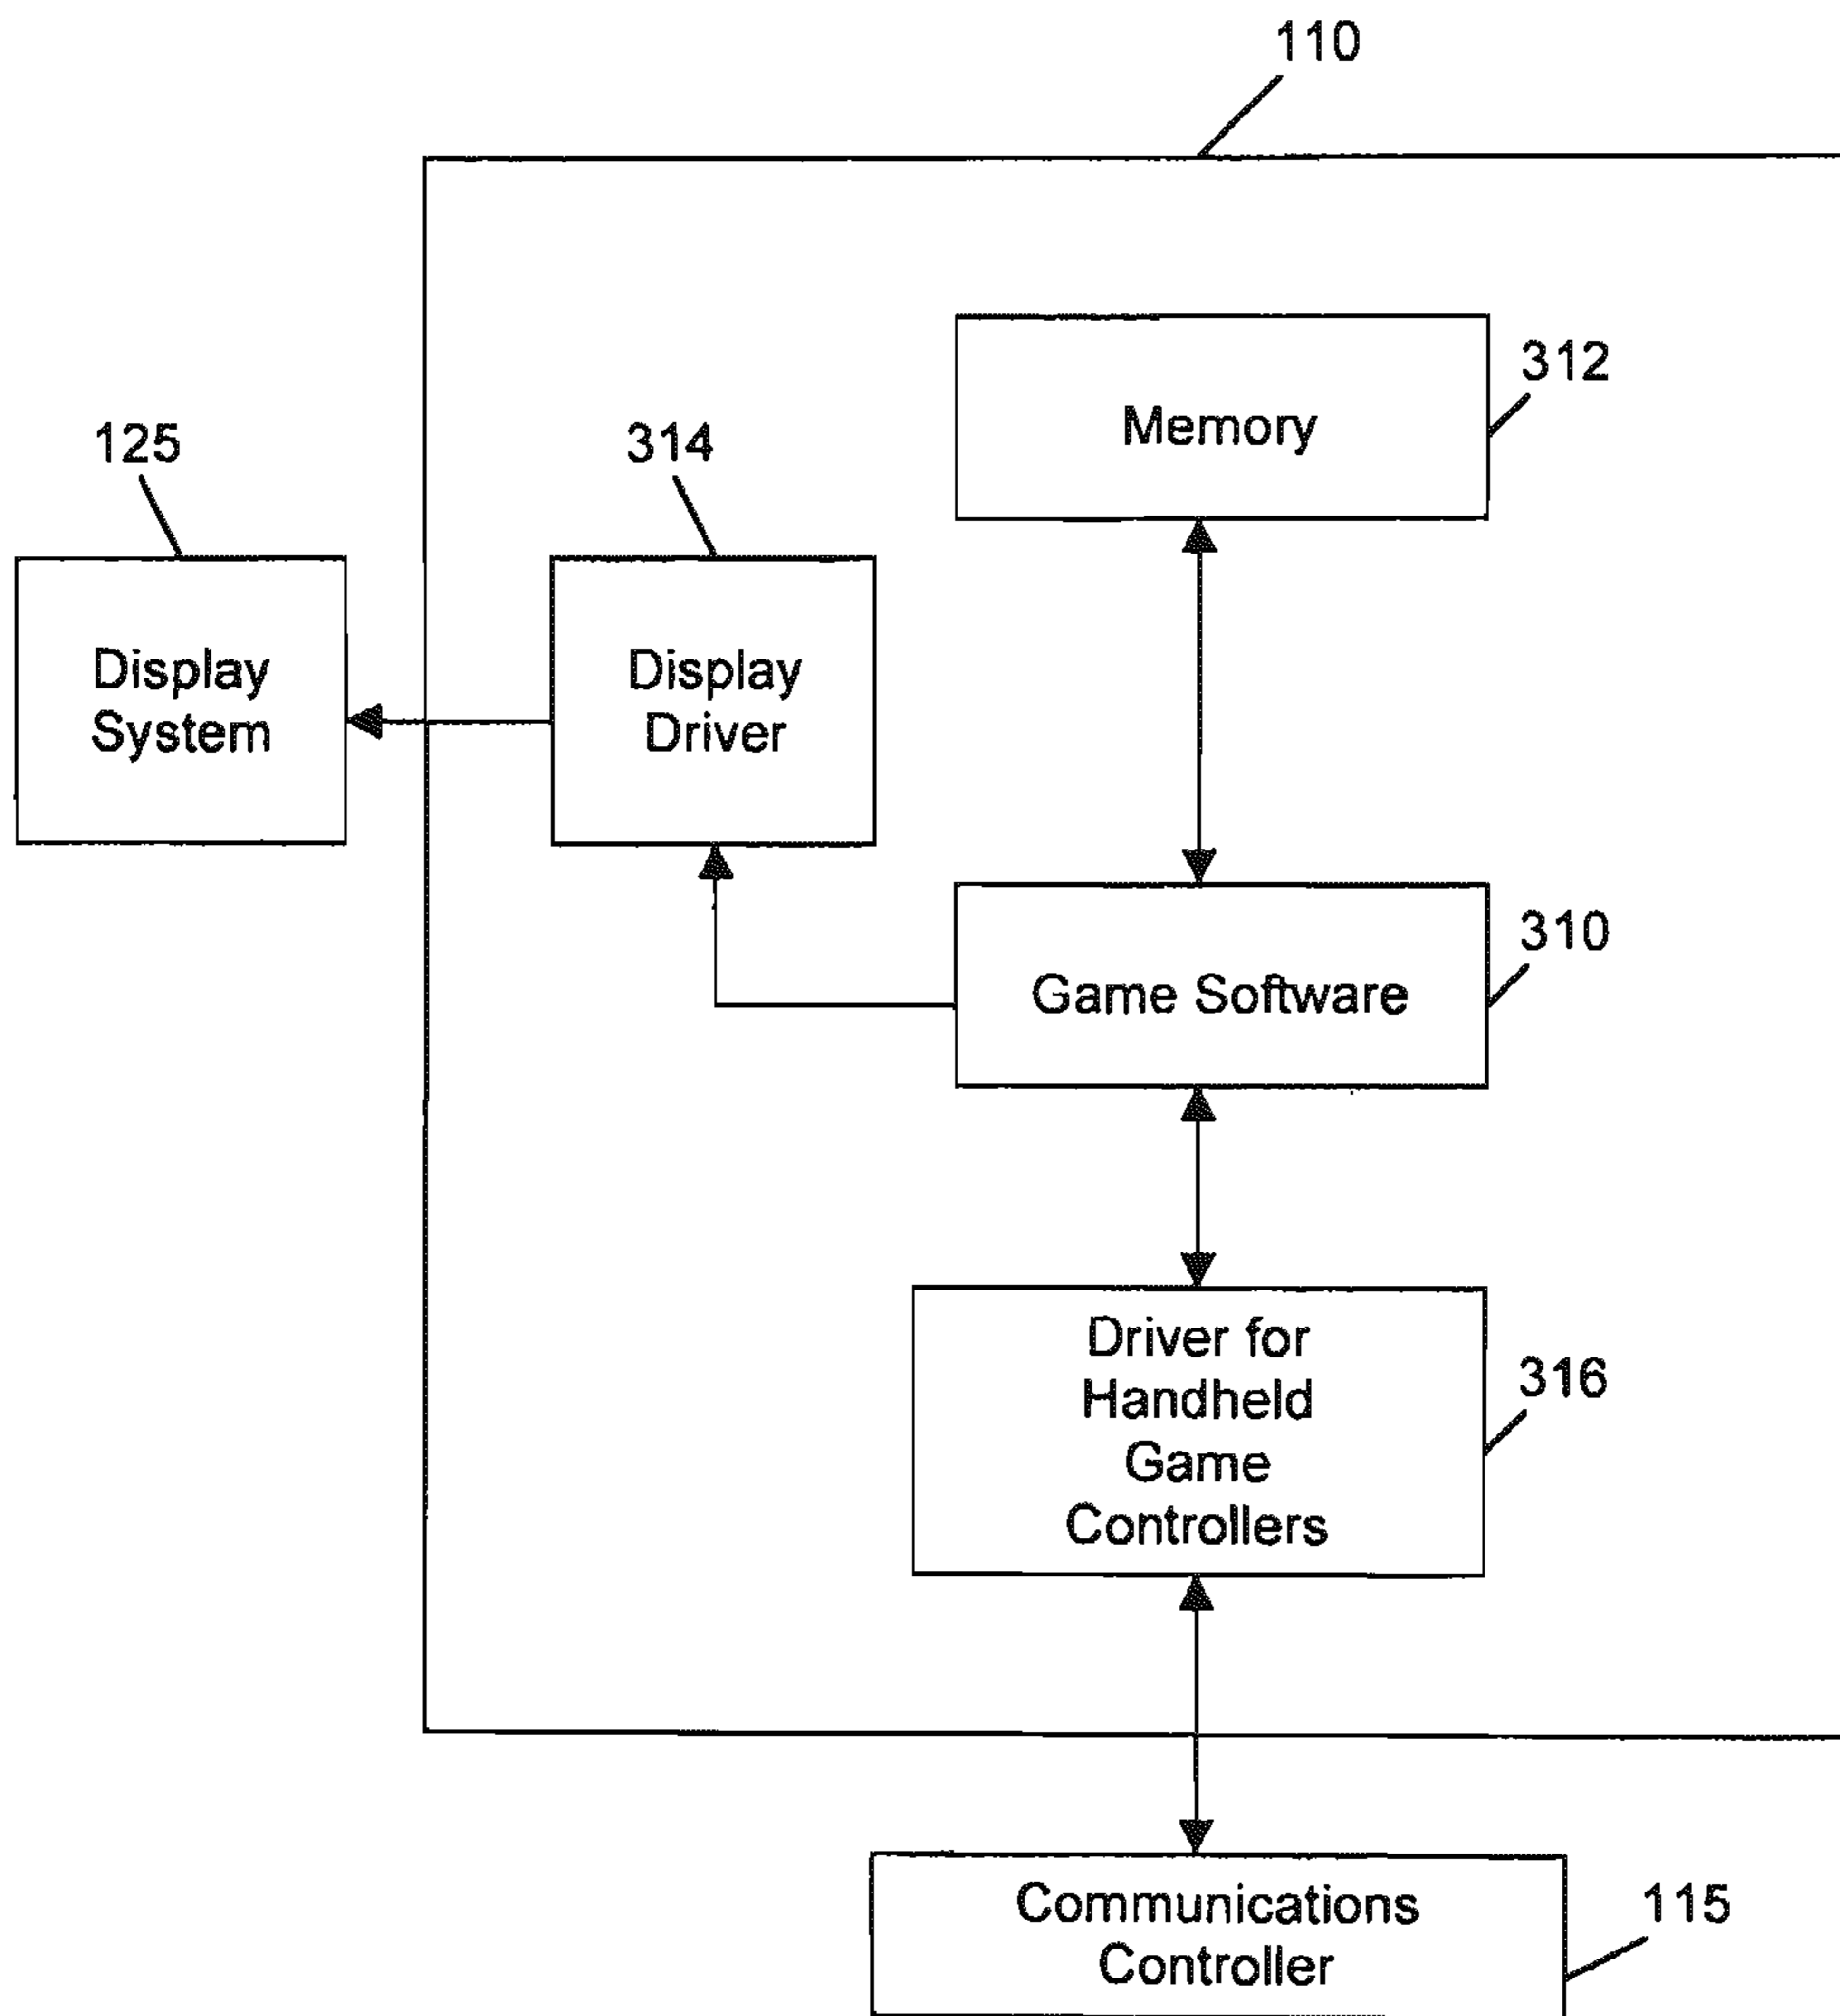 110
312
Memory
125
314
Display
System
Display
Driver
310
Game Software
Driver for
Handheld
Game
Controllers
316
Communications
Controller
115